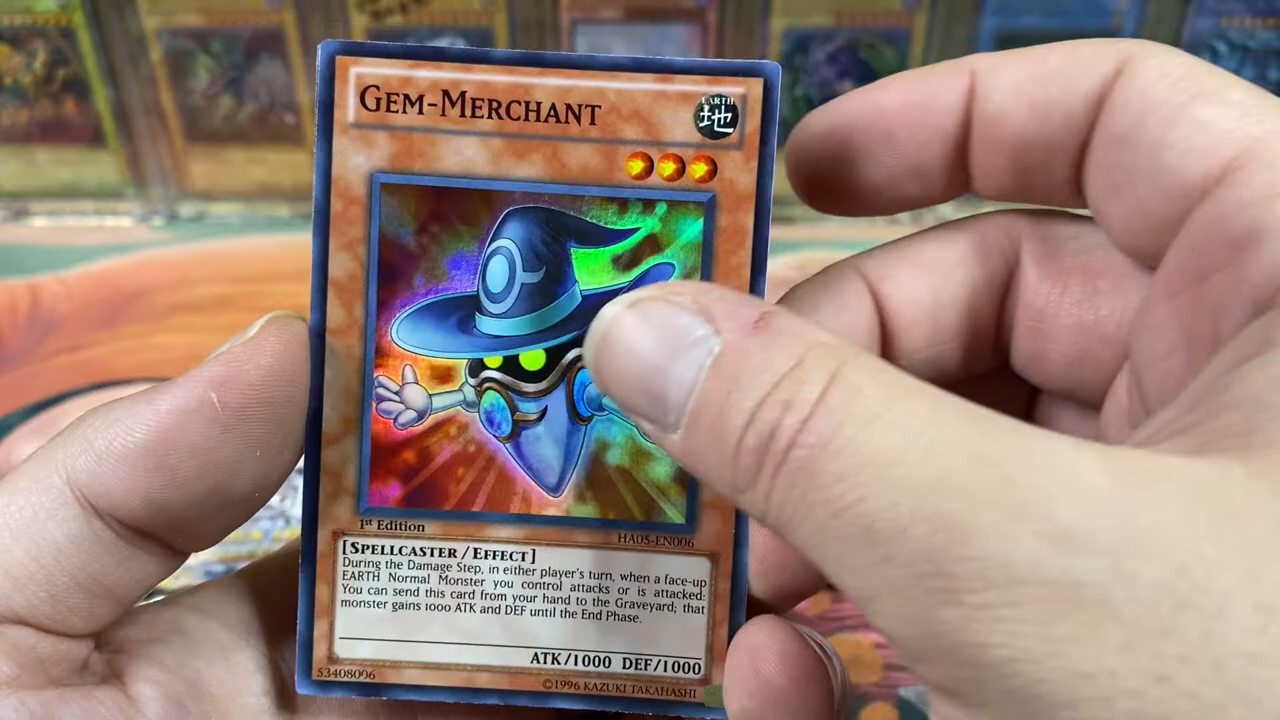 GEM-MERCHANT
EARTH
地
1st Edition
HA05-EN006
[SPELLCASTER / EFFECT]
During the Damage Step, in either player's turn, when a face-up
EARTH Normal Monster you control attacks or is attacked:
You can send this card from your hand to the Graveyard; that
monster gains 1000 ATK and DEF until the End Phase.
ATK/1000 DEF/1000
53408006
©1996 KAZUKI TAKAHASHI